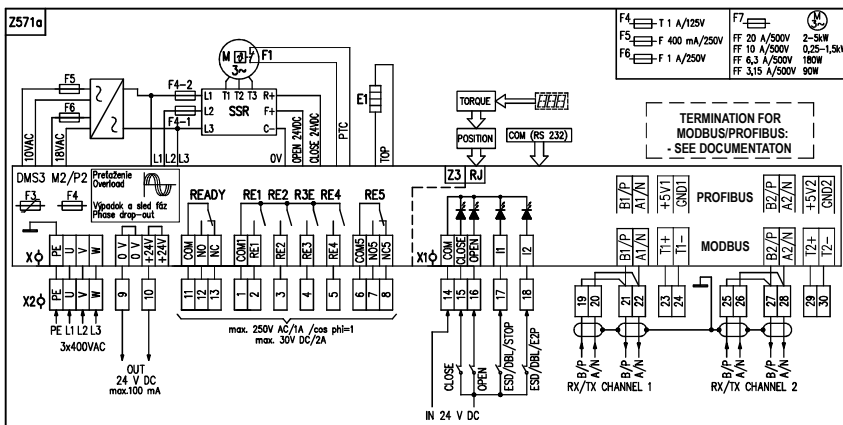 Z571a
F4 T 1 A/125V
F5 F 400 mA/250V
F6 F 1 A/250V
F7 M 3~
FF 20 A/500V 2-5kW
FF 10 A/500V 0,25-1,5kW
FF 6,3 A/500V 180W
FF 3,15 A/500V 90W
M 3~ F1
F5 F4-2 T1 T2 T3
L1 R+
L2 SSR F+
L3 C-
F6 F4-1
E1
TORQUE
POSITION COM (RS 232)
TERMINATION FOR
MODBUS/PROFIBUS:
- SEE DOCUMENTATON
10VAC 18VAC L1 L2 L3 0V OPEN 24VDC CLOSE 24VDC PTC TOP
DMS3 M2/P2
Preťaženie
Overload
Výpadok a sled fáz
Phase drop-out
F3 F4
Z3 RJ
READY RE1 RE2 R3E RE4 RE5
B1/P A1/N +5V1 GND1 PROFIBUS B2/P A2/N +5V2 GND2
X PE U V W 0 V 0 V +24V +24V COM NO NC COM1 RE1 RE2 RE3 RE4 COM5 NO5 NC5 X1 COM CLOSE OPEN I1 I2 B1/P A1/N T1+ T1- MODBUS B2/P A2/N T2+ T2-
X2 PE U V W 9 10 11 12 13 1 2 3 4 5 6 7 8 14 15 16 17 18 19 20 21 22 23 24 25 26 27 28 29 30
PE L1 L2 L3
3x400VAC
max. 250V AC/1A /cos phi=1
max. 30V DC/2A
OUT
24 V DC
max.100 mA
CLOSE OPEN ESD/DBL/STOP ESD/DBL/E2P
IN 24 V DC
B/P A/N B/P A/N
RX/TX CHANNEL 1
B/P A/N B/P A/N
RX/TX CHANNEL 2